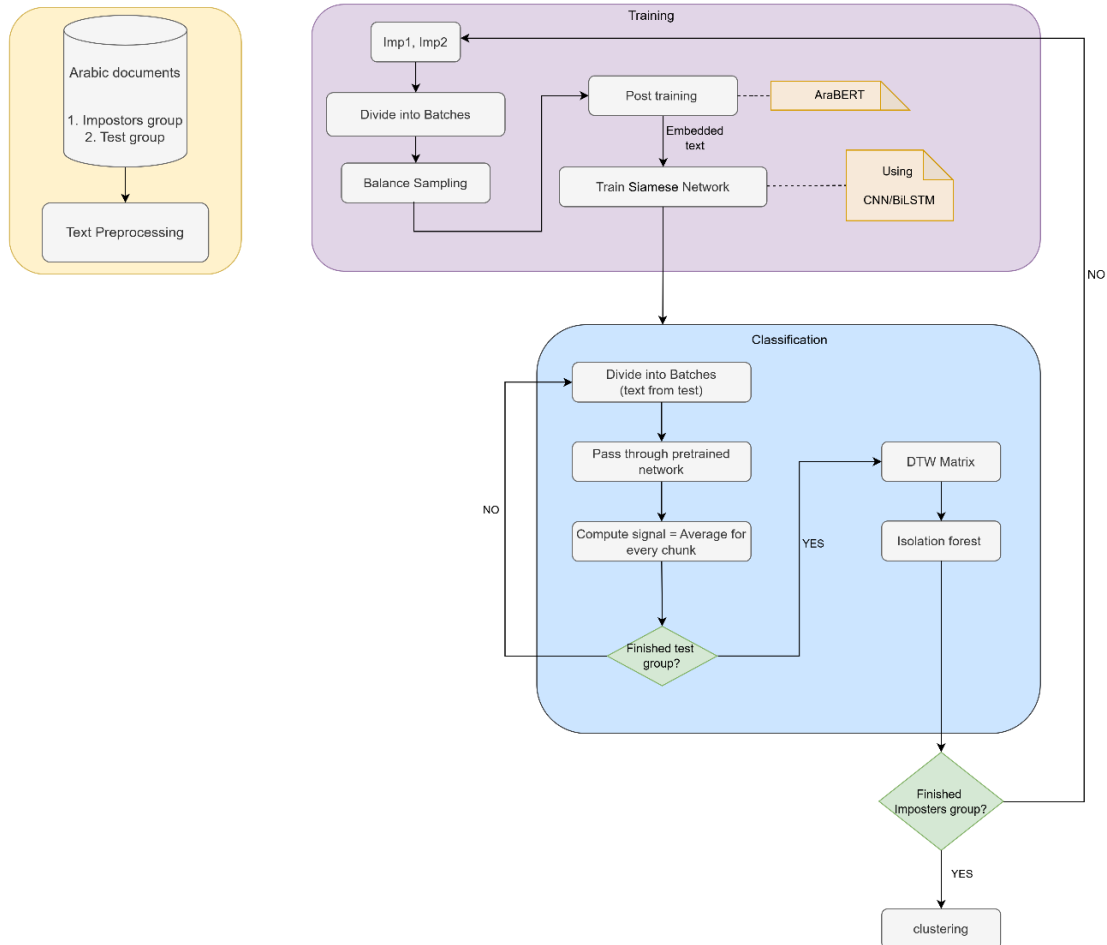 Arabic documents
1. Impostors group
2. Test group
Text Preprocessing
Training
Imp1, Imp2
Divide into Batches
Balance Sampling
Post training
AraBERT
Embedded
text
Train Siamese Network
Using
CNN/BiLSTM
NO
Classification
Divide into Batches
(text from test)
Pass through pretrained
network
Compute signal = Average for
every chunk
Finished test
group?
NO
YES
DTW Matrix
Isolation forest
Finished
Imposters group?
YES
clustering